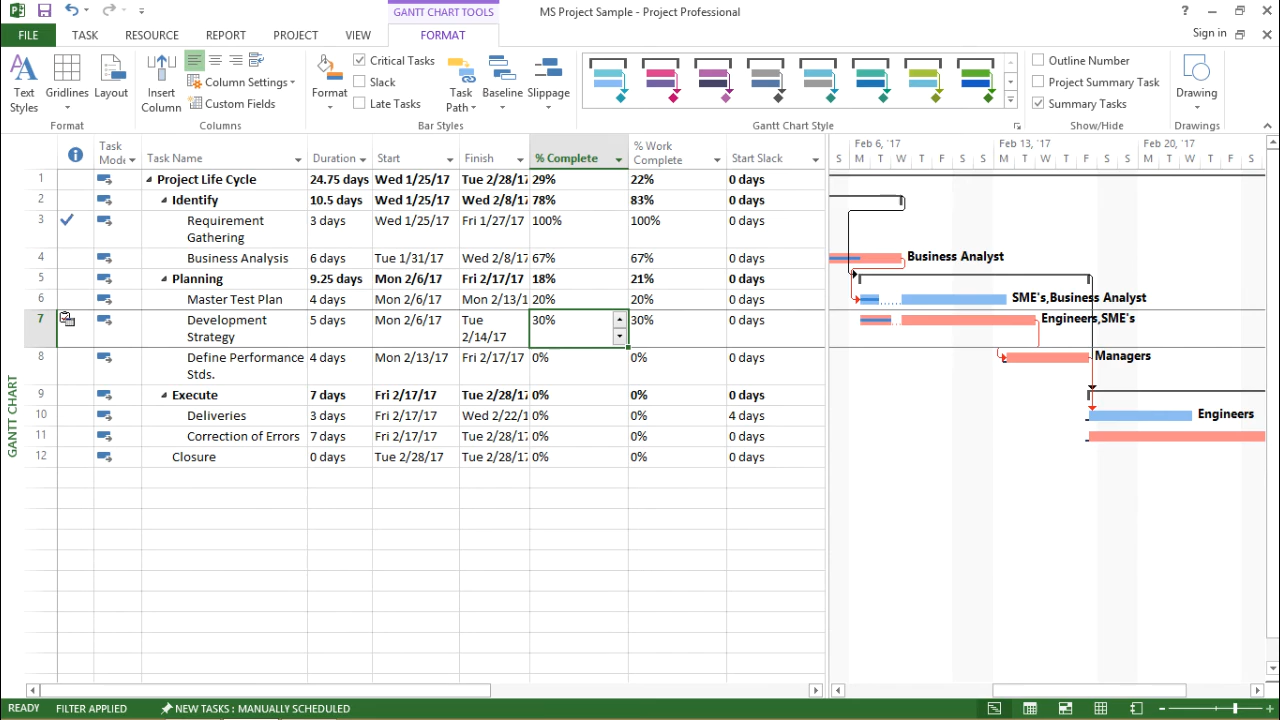 GANTT CHART TOOLS
MS Project Sample - Project Professional
?
FILE TASK RESOURCE REPORT PROJECT VIEW FORMAT Sign in
Text Styles
Gridlines
Layout
Format
Insert Column
Column Settings
Custom Fields
Columns
Format
Critical Tasks
Slack
Late Tasks
Task Path
Baseline
Slippage
Bar Styles
Gantt Chart Style
Outline Number
Project Summary Task
Summary Tasks
Show/Hide
Drawing
Drawings
Task Mode Task Name Duration Start Finish % Complete % Work Complete Start Slack
1 Project Life Cycle 24.75 days Wed 1/25/17 Tue 2/28/17 29% 22% 0 days
2 Identify 10.5 days Wed 1/25/17 Wed 2/8/17 78% 83% 0 days
3 Requirement Gathering 3 days Wed 1/25/17 Fri 1/27/17 100% 100% 0 days
4 Business Analysis 6 days Tue 1/31/17 Wed 2/8/17 67% 67% 0 days
5 Planning 9.25 days Mon 2/6/17 Fri 2/17/17 18% 21% 0 days
6 Master Test Plan 4 days Mon 2/6/17 Mon 2/13/1 20% 20% 0 days
7 Development Strategy 5 days Mon 2/6/17 Tue 2/14/17 30% 30% 0 days
8 Define Performance Stds. 4 days Mon 2/13/17 Fri 2/17/17 0% 0% 0 days
9 Execute 7 days Fri 2/17/17 Tue 2/28/17 0% 0% 0 days
10 Deliveries 3 days Fri 2/17/17 Wed 2/22/1 0% 0% 4 days
11 Correction of Errors 7 days Fri 2/17/17 Tue 2/28/17 0% 0% 0 days
12 Closure 0 days Tue 2/28/17 Tue 2/28/17 0% 0% 0 days
Feb 6, '17 Feb 13, '17 Feb 20, '17
S M T W T F S S M T W T F S S M T W T F S
Business Analyst
SME's,Business Analyst
Engineers,SME's
Managers
Engineers
GANTT CHART
READY FILTER APPLIED NEW TASKS : MANUALLY SCHEDULED